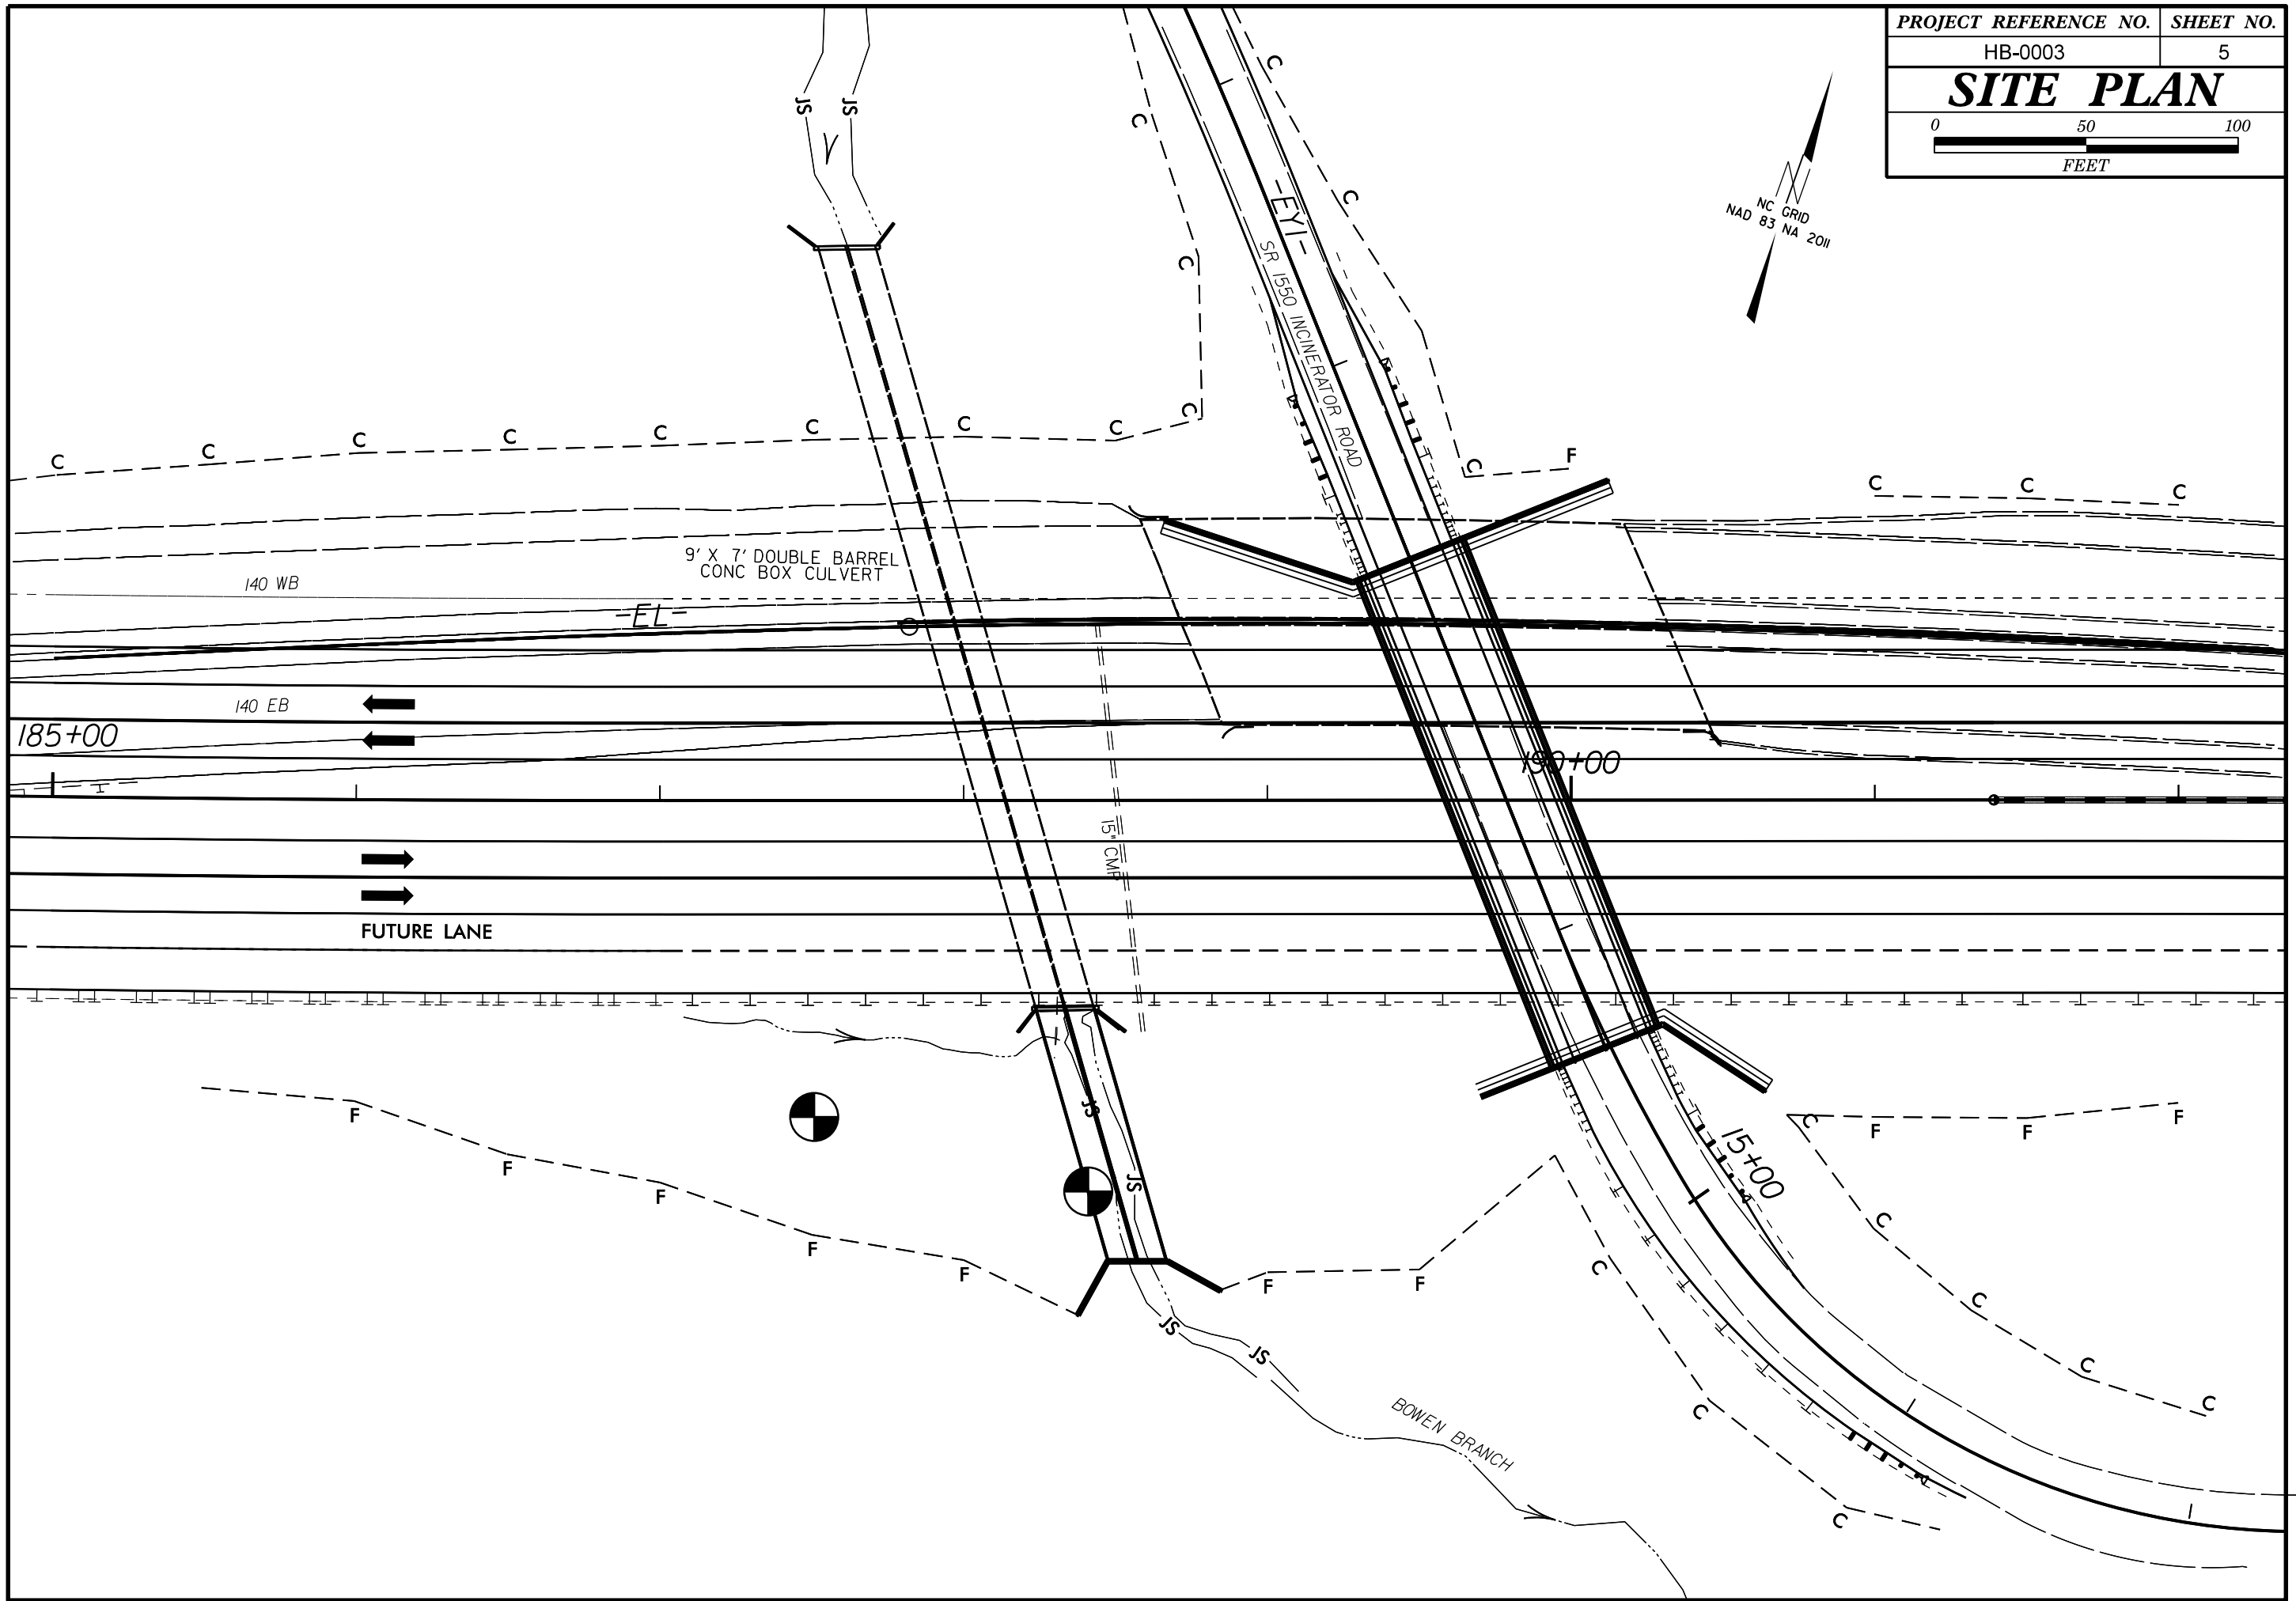 PROJECT REFERENCE NO. SHEET NO.
HB-0003 5
SITE PLAN
0 50 100
FEET
NC GRID
NAD 83 NA 2011
JS JS
C
C
C
C
C
-EY1-
SR 1550 INCINERATOR ROAD
C C C C C C C C
C
C F
C C C
9' X 7' DOUBLE BARREL
CONC BOX CULVERT
140 WB
-EL-
140 EB
185+00
190+00
15" CMP
FUTURE LANE
JS
JS
15+00
F F F F F
F F
C F F F
C
C
C
C
C
C
C
JS
JS
BOWEN BRANCH